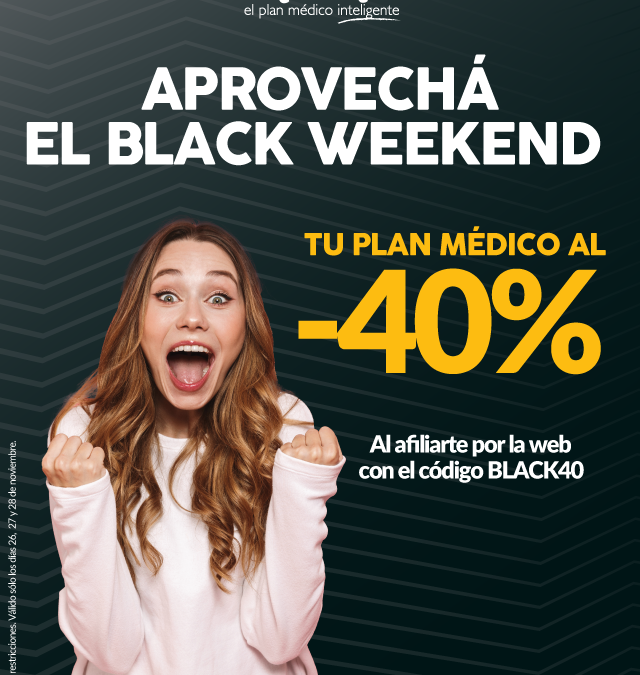 el plan médico inteligente
APROVECHÁ
EL BLACK WEEKEND
TU PLAN MÉDICO AL
-40%
Al afiliarte por la web
con el código BLACK40
restricciones. Válido sólo los días 26, 27 y 28 de noviembre.